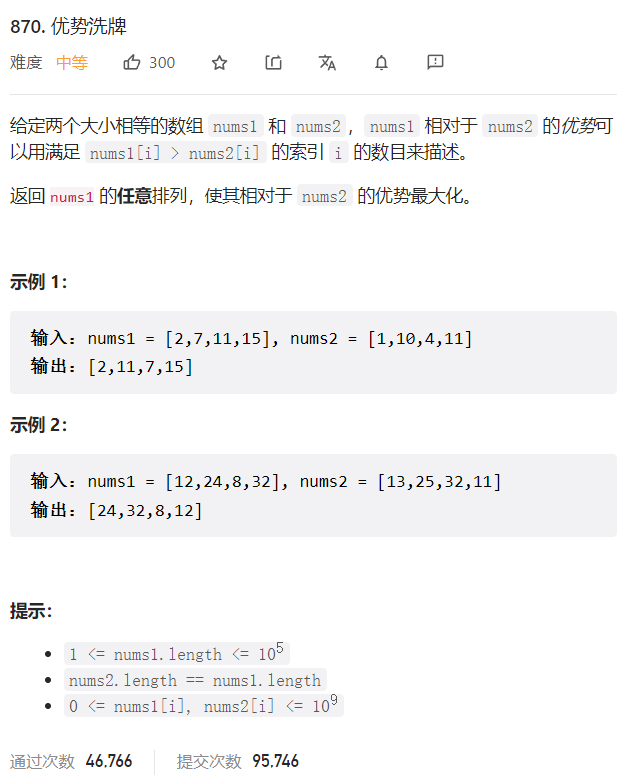 870. 优势洗牌
难度 中等 300
给定两个大小相等的数组 nums1 和 nums2，nums1 相对于 nums2 的优势可
以用满足 nums1[i] > nums2[i] 的索引 i 的数目来描述。
返回 nums1 的任意排列，使其相对于 nums2 的优势最大化。
示例 1：
输入：nums1 = [2,7,11,15], nums2 = [1,10,4,11]
输出：[2,11,7,15]
示例 2：
输入：nums1 = [12,24,8,32], nums2 = [13,25,32,11]
输出：[24,32,8,12]
提示：
• 1 <= nums1.length <= 10⁵
• nums2.length == nums1.length
• 0 <= nums1[i], nums2[i] <= 10⁹
通过次数 46,766 提交次数 95,746